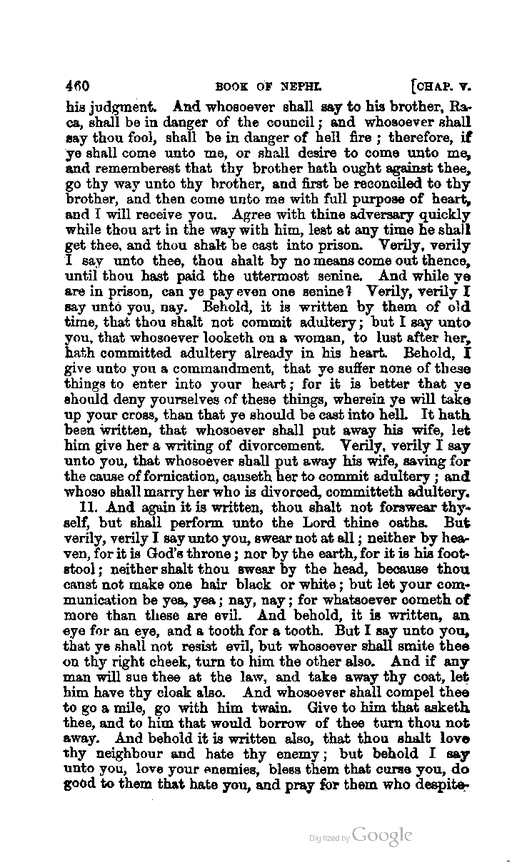 460 BOOK OF NEPHI. [CHAP. V.
his judgment. And whosoever shall say to his brother, Ra-
ca, shall be in danger of the council; and whosoever shall
say thou fool, shall be in danger of hell fire; therefore, if
ye shall come unto me, or shall desire to come unto me,
and rememberest that thy brother hath ought against thee,
go thy way unto thy brother, and first be reconciled to thy
brother, and then come unto me with full purpose of heart,
and I will receive you. Agree with thine adversary quickly
while thou art in the way with him, lest at any time he shall
get thee, and thou shalt be cast into prison. Verily, verily
I say unto thee, thou shalt by no means come out thence,
until thou hast paid the uttermost senine. And while ye
are in prison, can ye pay even one senine? Verily, verily I
say unto you, nay. Behold, it is written by them of old
time, that thou shalt not commit adultery; but I say unto
you, that whosoever looketh on a woman, to lust after her,
hath committed adultery already in his heart. Behold, I
give unto you a commandment, that ye suffer none of these
things to enter into your heart; for it is better that ye
should deny yourselves of these things, wherein ye will take
up your cross, than that ye should be cast into hell. It hath
been written, that whosoever shall put away his wife, let
him give her a writing of divorcement. Verily, verily I say
unto you, that whosoever shall put away his wife, saving for
the cause of fornication, causeth her to commit adultery; and
whoso shall marry her who is divorced, committeth adultery.
11. And again it is written, thou shalt not forswear thy-
self, but shall perform unto the Lord thine oaths. But
verily, verily I say unto you, swear not at all; neither by hea-
ven, for it is God's throne; nor by the earth, for it is his foot-
stool; neither shalt thou swear by the head, because thou
canst not make one hair black or white; but let your com-
munication be yea, yea; nay, nay; for whatsoever cometh of
more than these are evil. And behold, it is written, an
eye for an eye, and a tooth for a tooth. But I say unto you,
that ye shall not resist evil, but whosoever shall smite thee
on thy right cheek, turn to him the other also. And if any
man will sue thee at the law, and take away thy coat, let
him have thy cloak also. And whosoever shall compel thee
to go a mile, go with him twain. Give to him that asketh
thee, and to him that would borrow of thee turn thou not
away. And behold it is written also, that thou shalt love
thy neighbour and hate thy enemy; but behold I say
unto you, love your enemies, bless them that curse you, do
good to them that hate you, and pray for them who despite-
Digitized by Google